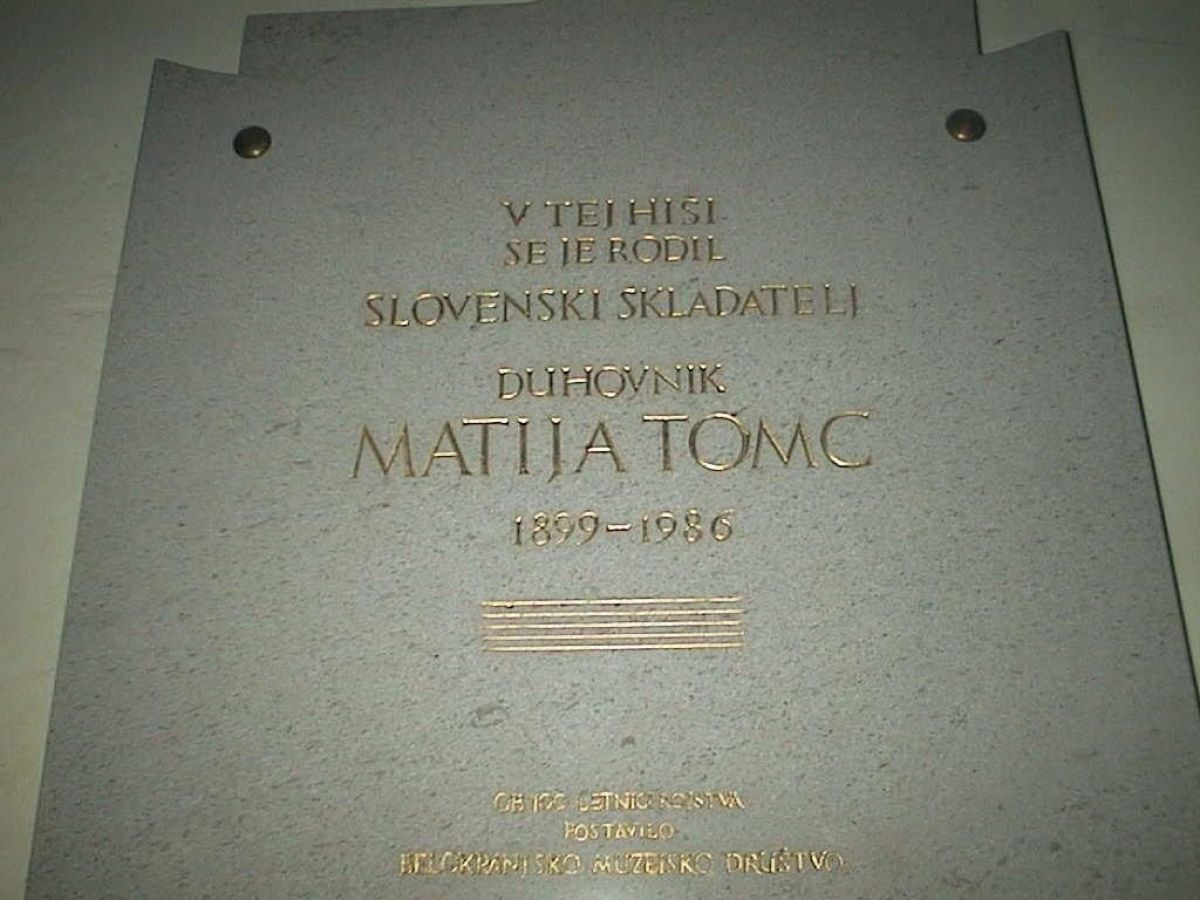 V TEJ HIŠI
SE JE RODIL
SLOVENSKI SKLADATELJ
DUHOVNIK
MATIJA TOMC
1899-1986
OB 100 LETNICI ROJSTVA
POSTAVILO
BELOKRANJSKO MUZEJSKO DRUŠTVO